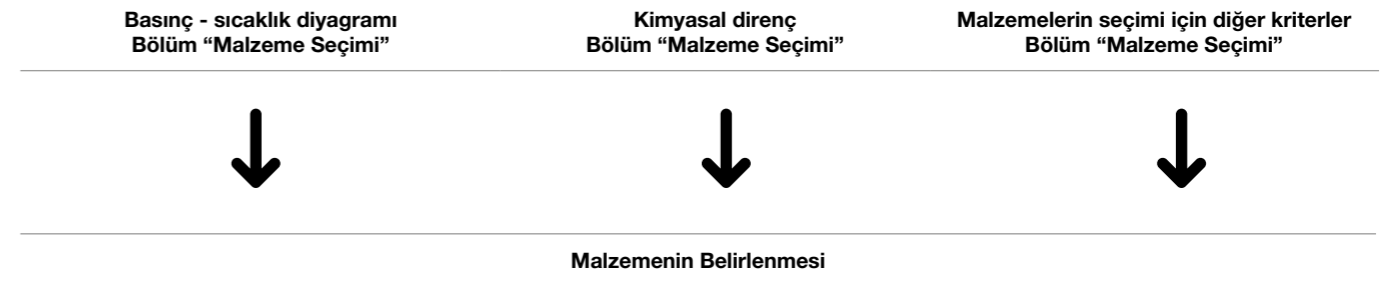 Basınç - sıcaklık diyagramı
Bölüm “Malzeme Seçimi”
Kimyasal direnç
Bölüm “Malzeme Seçimi”
Malzemelerin seçimi için diğer kriterler
Bölüm “Malzeme Seçimi”
Malzemenin Belirlenmesi